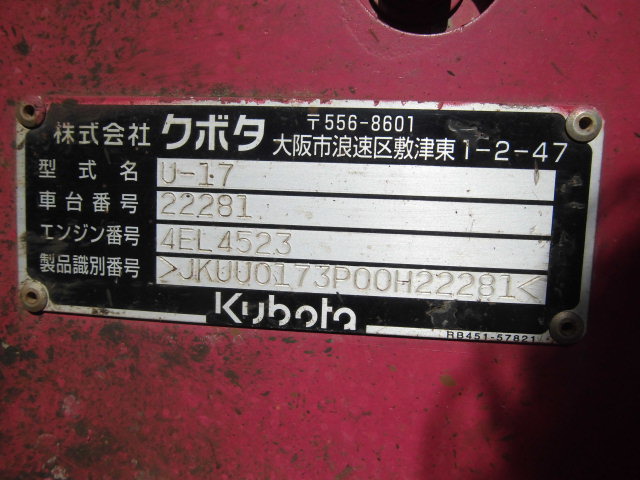 株式会社 クボタ 〒556-8601
大阪市浪速区敷津東1-2-47
型式名 U-17
車台番号 22281
エンジン番号 4EL4523
製品識別番号 >JKUU0173P00H22281<
Kubota
RB451-57821